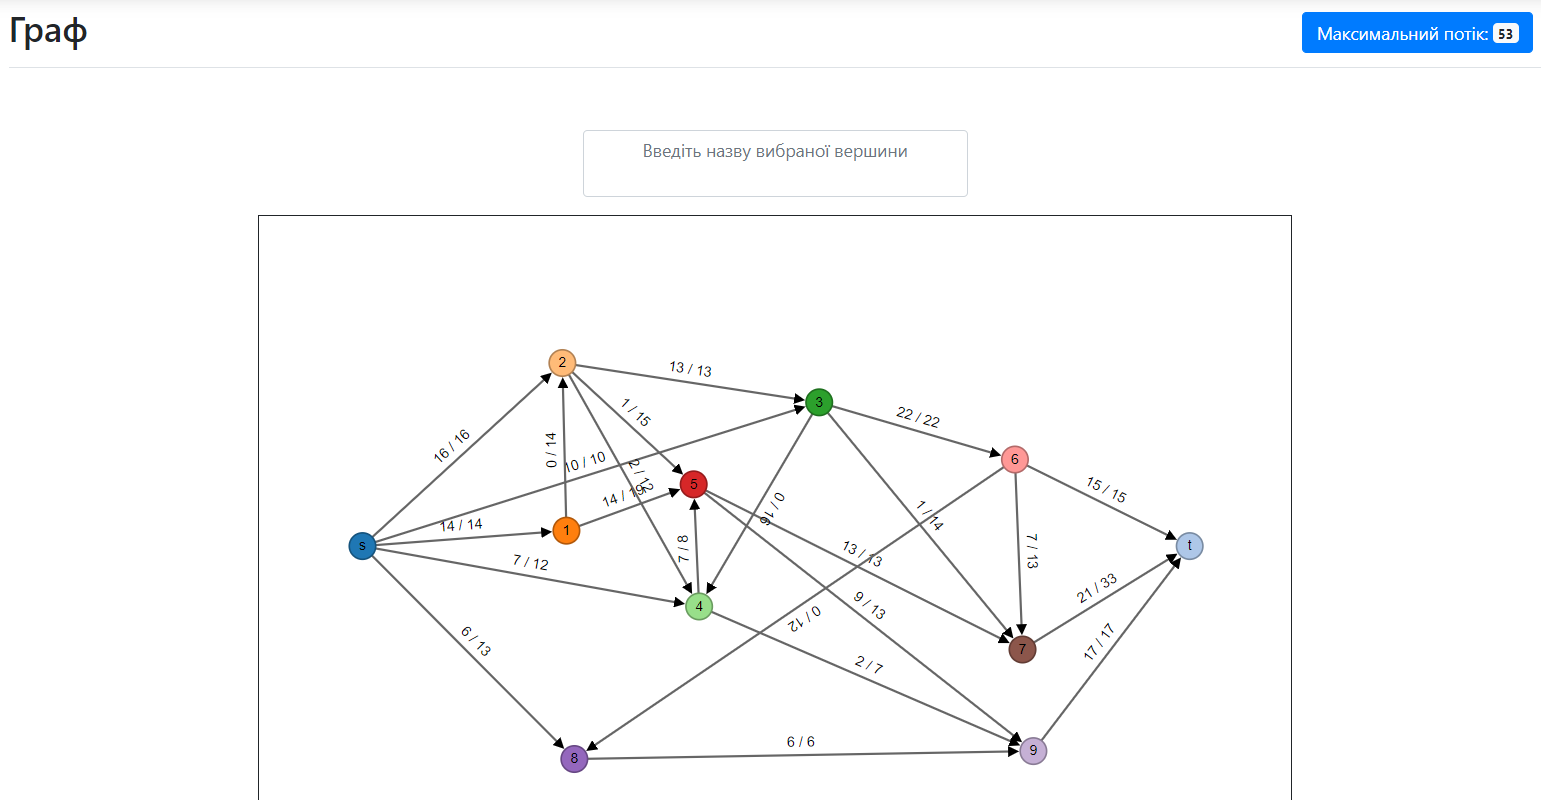 Граф
Максимальний потік: 53
Введіть назву вибраної вершини
2
13 / 13
3
1 / 15
22 / 22
16 / 16
0 / 14
10 / 10
2 / 12
6
5
15 / 15
14 / 19
0 / 16
1 / 14
14 / 14
1
s
7 / 12
7 / 8
13 / 13
7 / 13
t
21 / 33
4
9 / 13
0 / 12
6 / 13
7
17 / 17
2 / 7
6 / 6
8
9